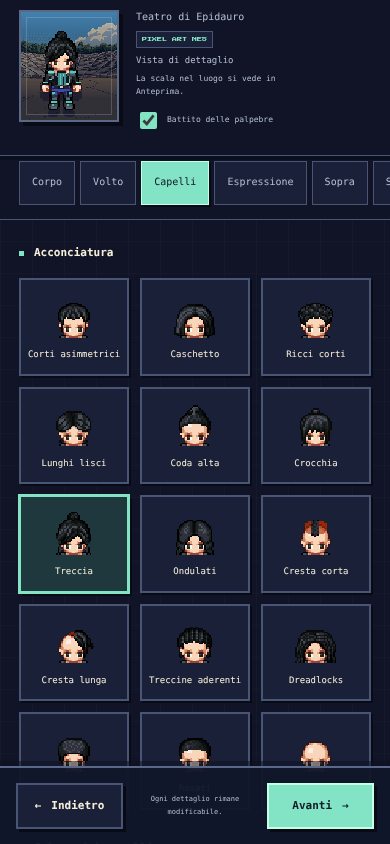 Teatro di Epidauro
PIXEL ART NES
Vista di dettaglio
La scala nel luogo si vede in
Anteprima.
Battito delle palpebre
Corpo Volto Capelli Espressione Sopra S
Acconciatura
Corti asimmetrici Caschetto Ricci corti
Lunghi lisci Coda alta Crocchia
Treccia Ondulati Cresta corta
Cresta lunga Treccine aderenti Dreadlocks
← Indietro
Ogni dettaglio rimane
modificabile.
Avanti →